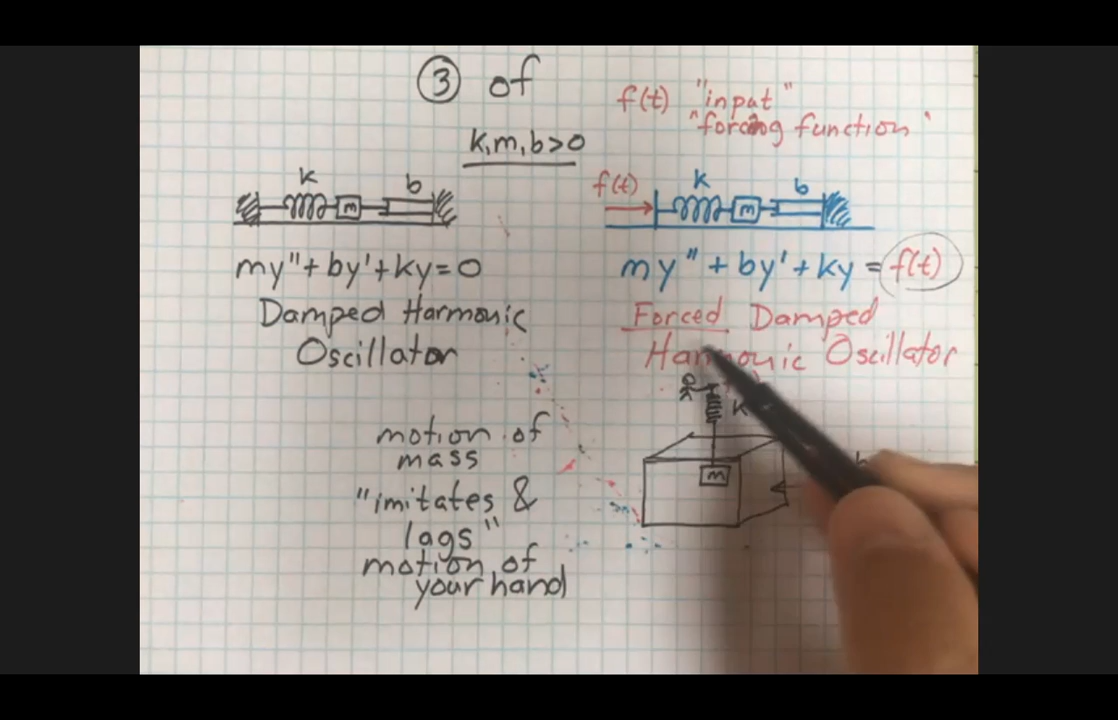 ③ of
f(t) "input"
"forcing function"
k,m,b>0
k
b
m
my"+by'+ky=0
Damped Harmonic
Oscillator
f(t)
k
b
m
my"+by'+ky=f(t)
Forced Damped
Harmonic Oscillator
k
m
motion of
mass
"imitates &
lags"
motion of
your hand